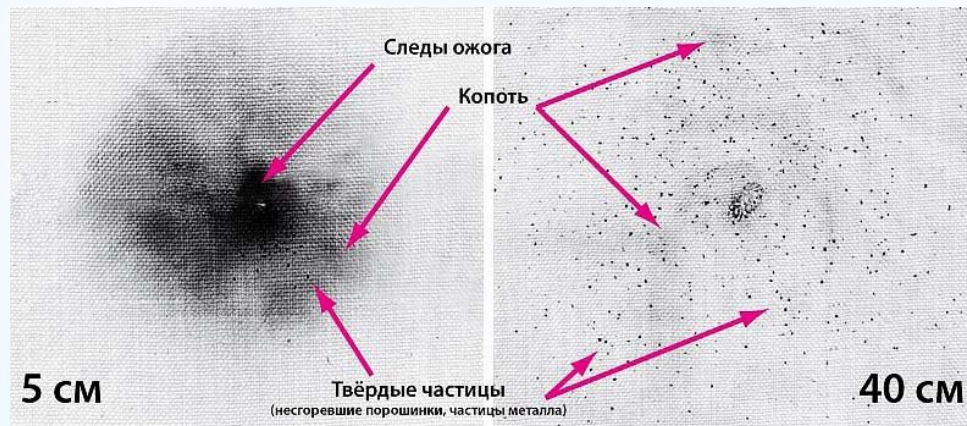 Следы ожога
Копоть
5 см
Твёрдые частицы
(несгоревшие порошинки, частицы металла)
40 см